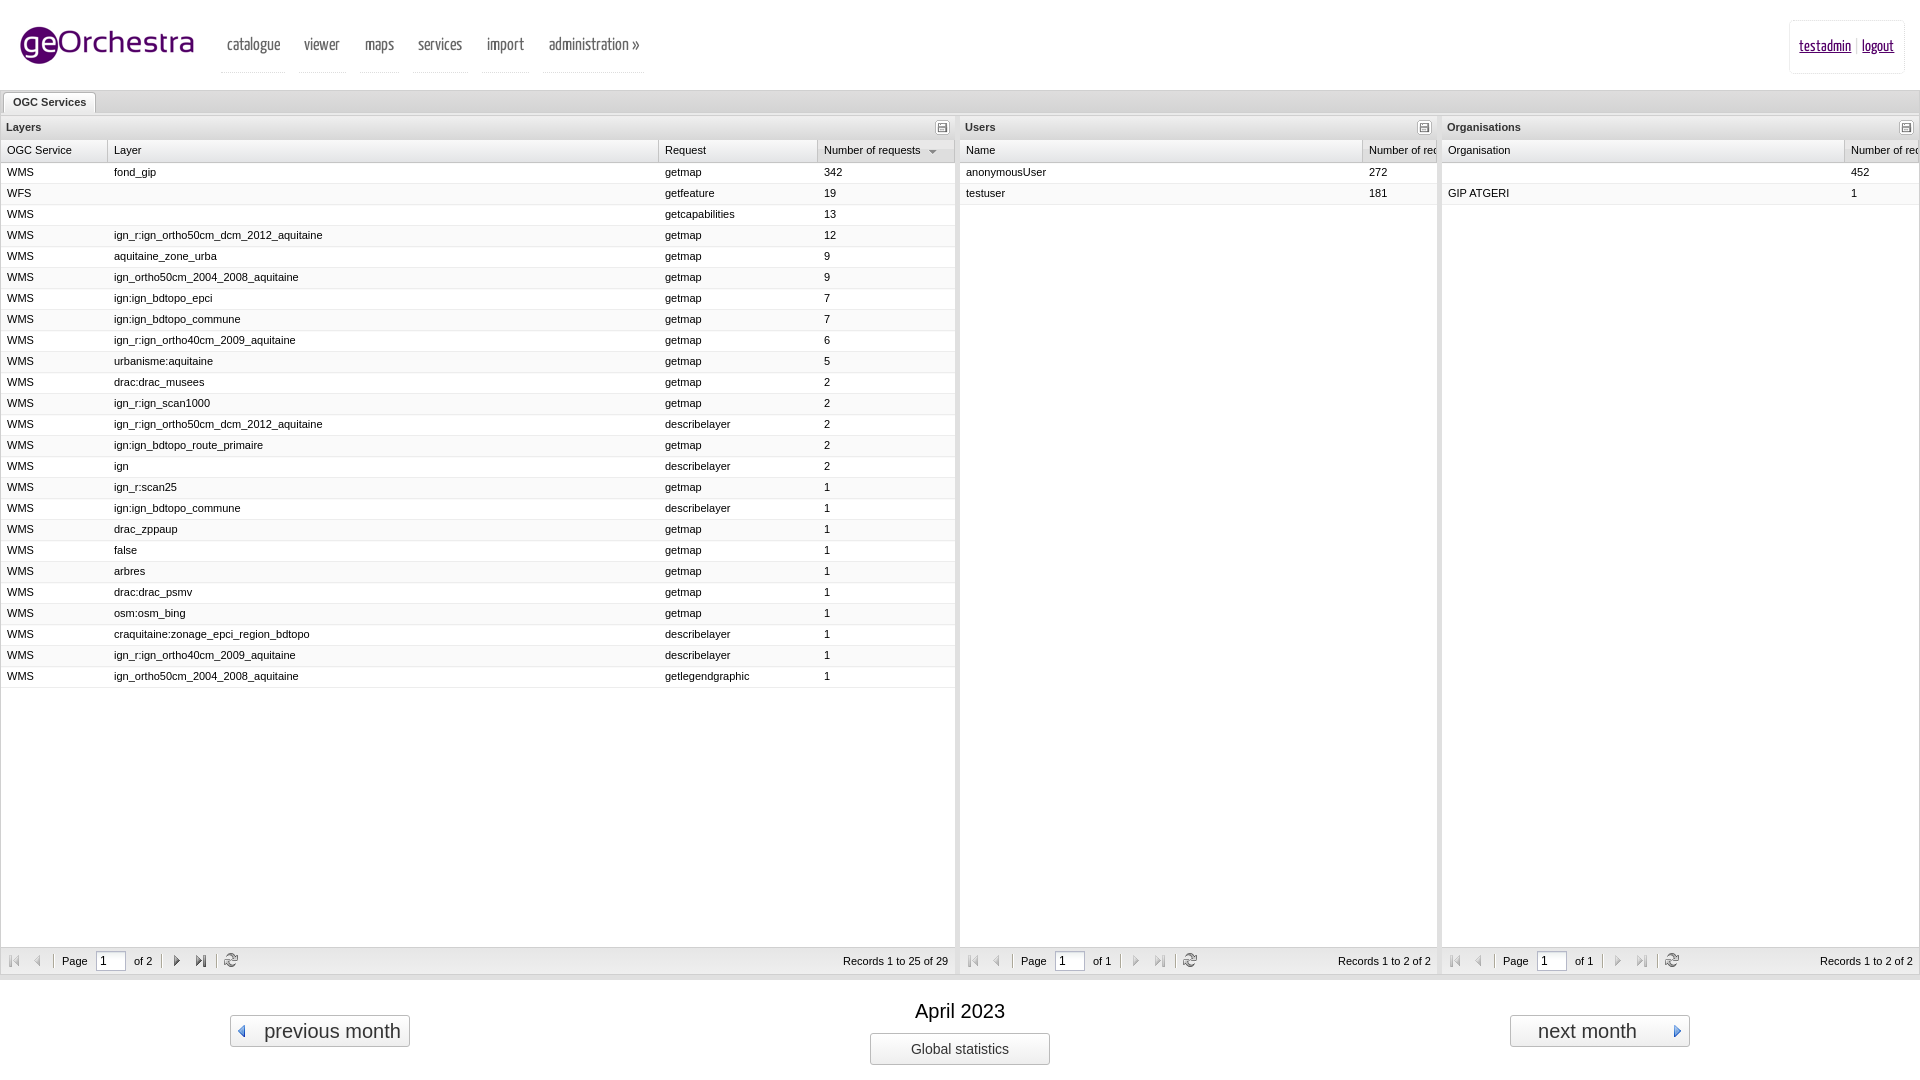 geOrchestra catalogue viewer maps services import administration » testadmin logout
OGC Services
Layers Users Organisations
OGC Service Layer Request Number of requests Name Number of rec Organisation Number of rec
WMS fond_gip getmap 342 anonymousUser 272 452
WFS getfeature 19 testuser 181 GIP ATGERI 1
WMS getcapabilities 13
WMS ign_r:ign_ortho50cm_dcm_2012_aquitaine getmap 12
WMS aquitaine_zone_urba getmap 9
WMS ign_ortho50cm_2004_2008_aquitaine getmap 9
WMS ign:ign_bdtopo_epci getmap 7
WMS ign:ign_bdtopo_commune getmap 7
WMS ign_r:ign_ortho40cm_2009_aquitaine getmap 6
WMS urbanisme:aquitaine getmap 5
WMS drac:drac_musees getmap 2
WMS ign_r:ign_scan1000 getmap 2
WMS ign_r:ign_ortho50cm_dcm_2012_aquitaine describelayer 2
WMS ign:ign_bdtopo_route_primaire getmap 2
WMS ign describelayer 2
WMS ign_r:scan25 getmap 1
WMS ign:ign_bdtopo_commune describelayer 1
WMS drac_zppaup getmap 1
WMS false getmap 1
WMS arbres getmap 1
WMS drac:drac_psmv getmap 1
WMS osm:osm_bing getmap 1
WMS craquitaine:zonage_epci_region_bdtopo describelayer 1
WMS ign_r:ign_ortho40cm_2009_aquitaine describelayer 1
WMS ign_ortho50cm_2004_2008_aquitaine getlegendgraphic 1
Page 1 of 2 Records 1 to 25 of 29 Page 1 of 1 Records 1 to 2 of 2 Page 1 of 1 Records 1 to 2 of 2
April 2023
previous month next month
Global statistics